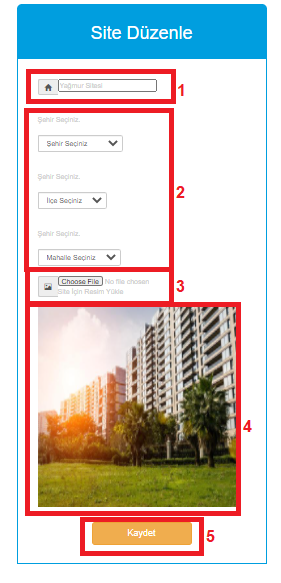 Site Düzenle
Yağmur Sitesi
1
Şehir Seçiniz.
Şehir Seçiniz
2
Şehir Seçiniz.
İlçe Seçiniz
Şehir Seçiniz.
Mahalle Seçiniz
Choose File No file chosen
3
Site İçin Resim Yükle
4
Kaydet
5